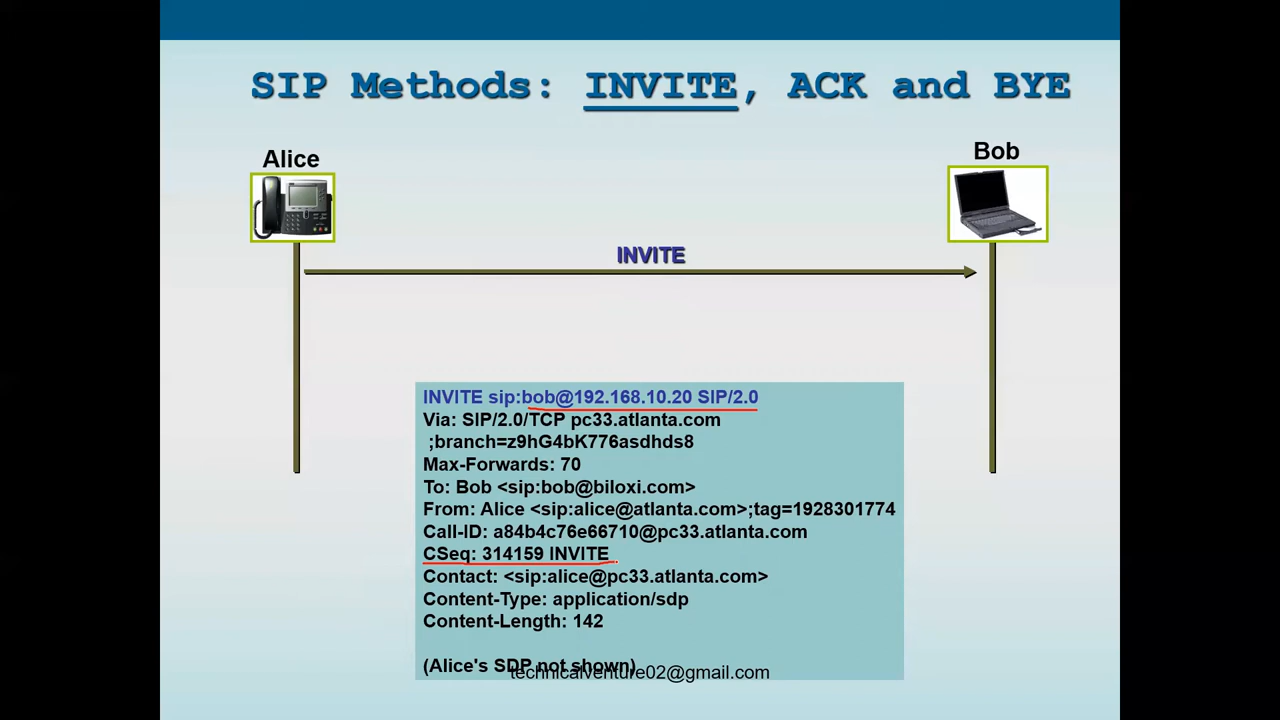 SIP Methods: INVITE, ACK and BYE
Alice
Bob
INVITE
INVITE sip:bob@192.168.10.20 SIP/2.0
Via: SIP/2.0/TCP pc33.atlanta.com
;branch=z9hG4bK776asdhds8
Max-Forwards: 70
To: Bob <sip:bob@biloxi.com>
From: Alice <sip:alice@atlanta.com>;tag=1928301774
Call-ID: a84b4c76e66710@pc33.atlanta.com
CSeq: 314159 INVITE
Contact: <sip:alice@pc33.atlanta.com>
Content-Type: application/sdp
Content-Length: 142
(Alice's SDP not shown)
technicalventure02@gmail.com